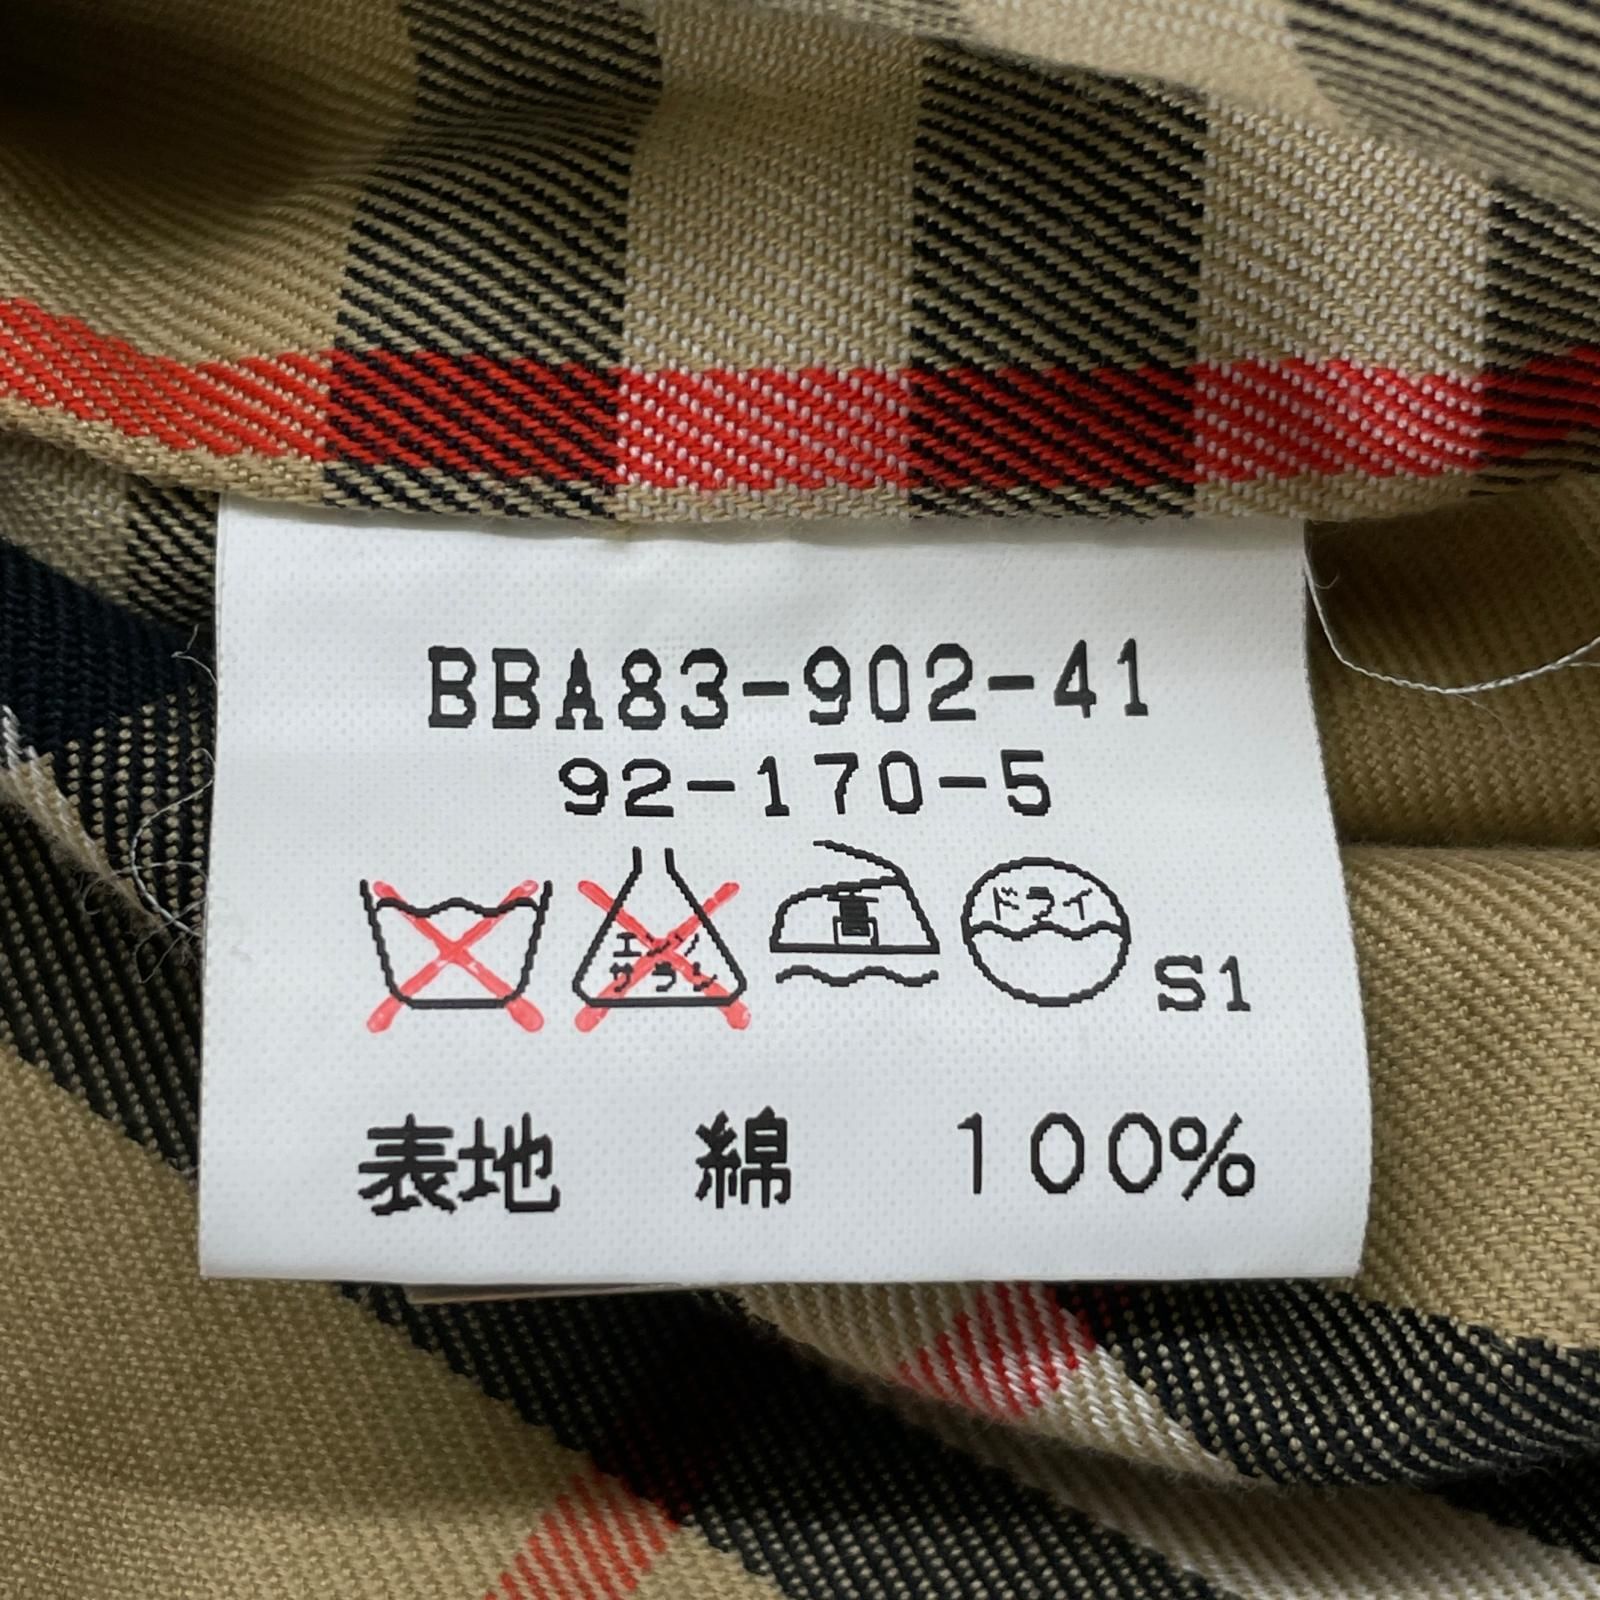 BBA83-902-41
92-170-5
エンソ
サラシ
中
ドライ
S1
表地 綿 100%